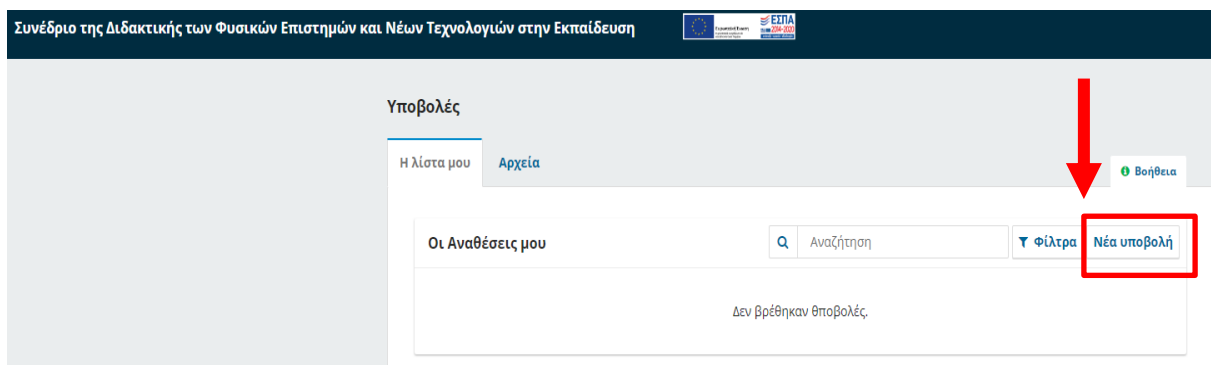 Συνέδριο της Διδακτικής των Φυσικών Επιστημών και Νέων Τεχνολογιών στην Εκπαίδευση
ΕΣΠΑ
2014-2020
Υποβολές
Η λίστα μου Αρχεία
Βοήθεια
Οι Αναθέσεις μου Αναζήτηση Φίλτρα Νέα υποβολή
Δεν βρέθηκαν θποβολές.